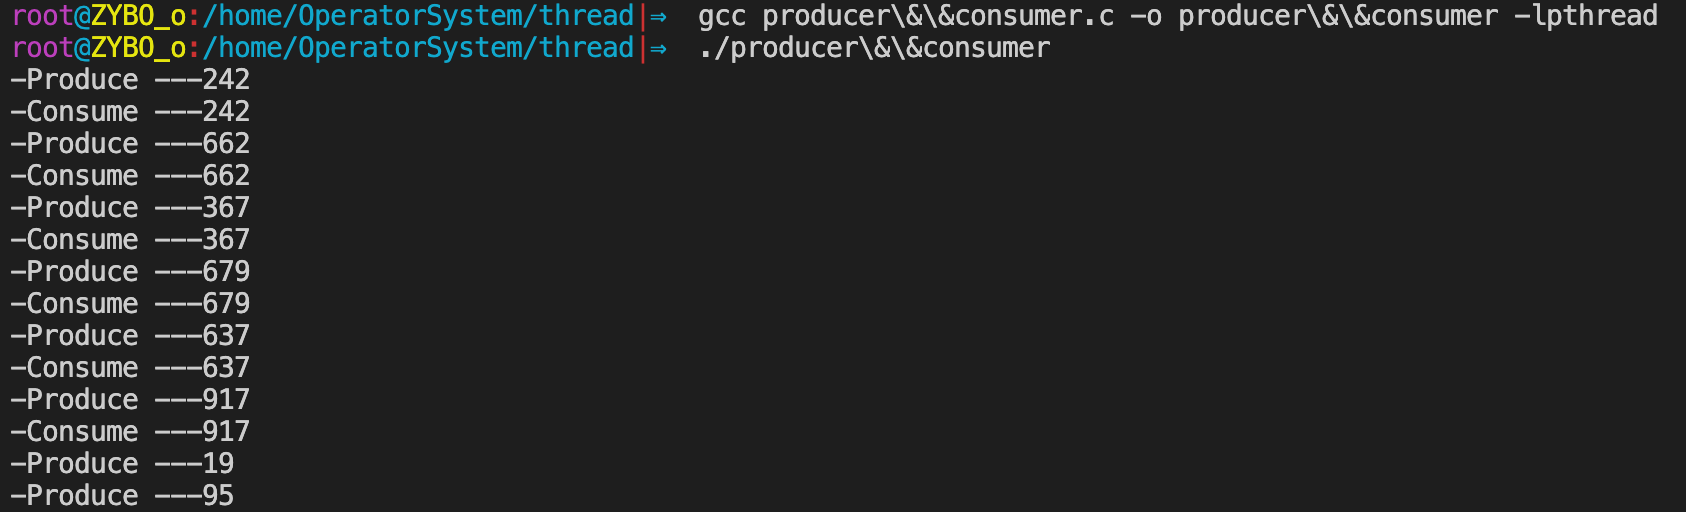 root@ZYBO_o:/home/OperatorSystem/thread|⇒  gcc producer\&\&consumer.c -o producer\&\&consumer -lpthread
root@ZYBO_o:/home/OperatorSystem/thread|⇒  ./producer\&\&consumer
-Produce ---242
-Consume ---242
-Produce ---662
-Consume ---662
-Produce ---367
-Consume ---367
-Produce ---679
-Consume ---679
-Produce ---637
-Consume ---637
-Produce ---917
-Consume ---917
-Produce ---19
-Produce ---95